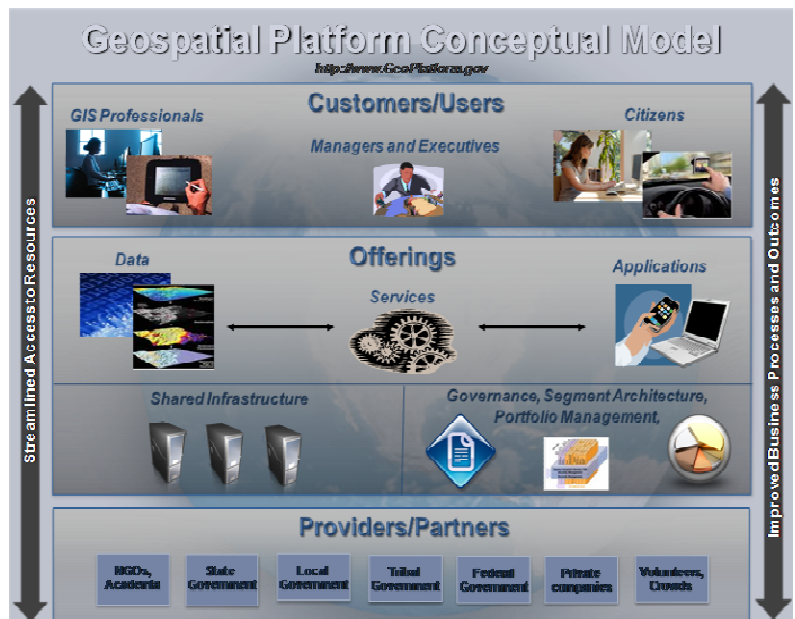 Geospatial Platform Conceptual Model
http://www.GeoPlatform.gov
Customers/Users
GIS Professionals
Managers and Executives
Citizens
Offerings
Data
Services
Applications
Shared Infrastructure
Governance, Segment Architecture,
Portfolio Management,
Providers/Partners
NGOs,
Academia
State
Government
Local
Government
Tribal
Government
Federal
Government
Private
companies
Volunteers,
Crowds
Streamlined Access to Resources
Improved Business Processes and Outcomes